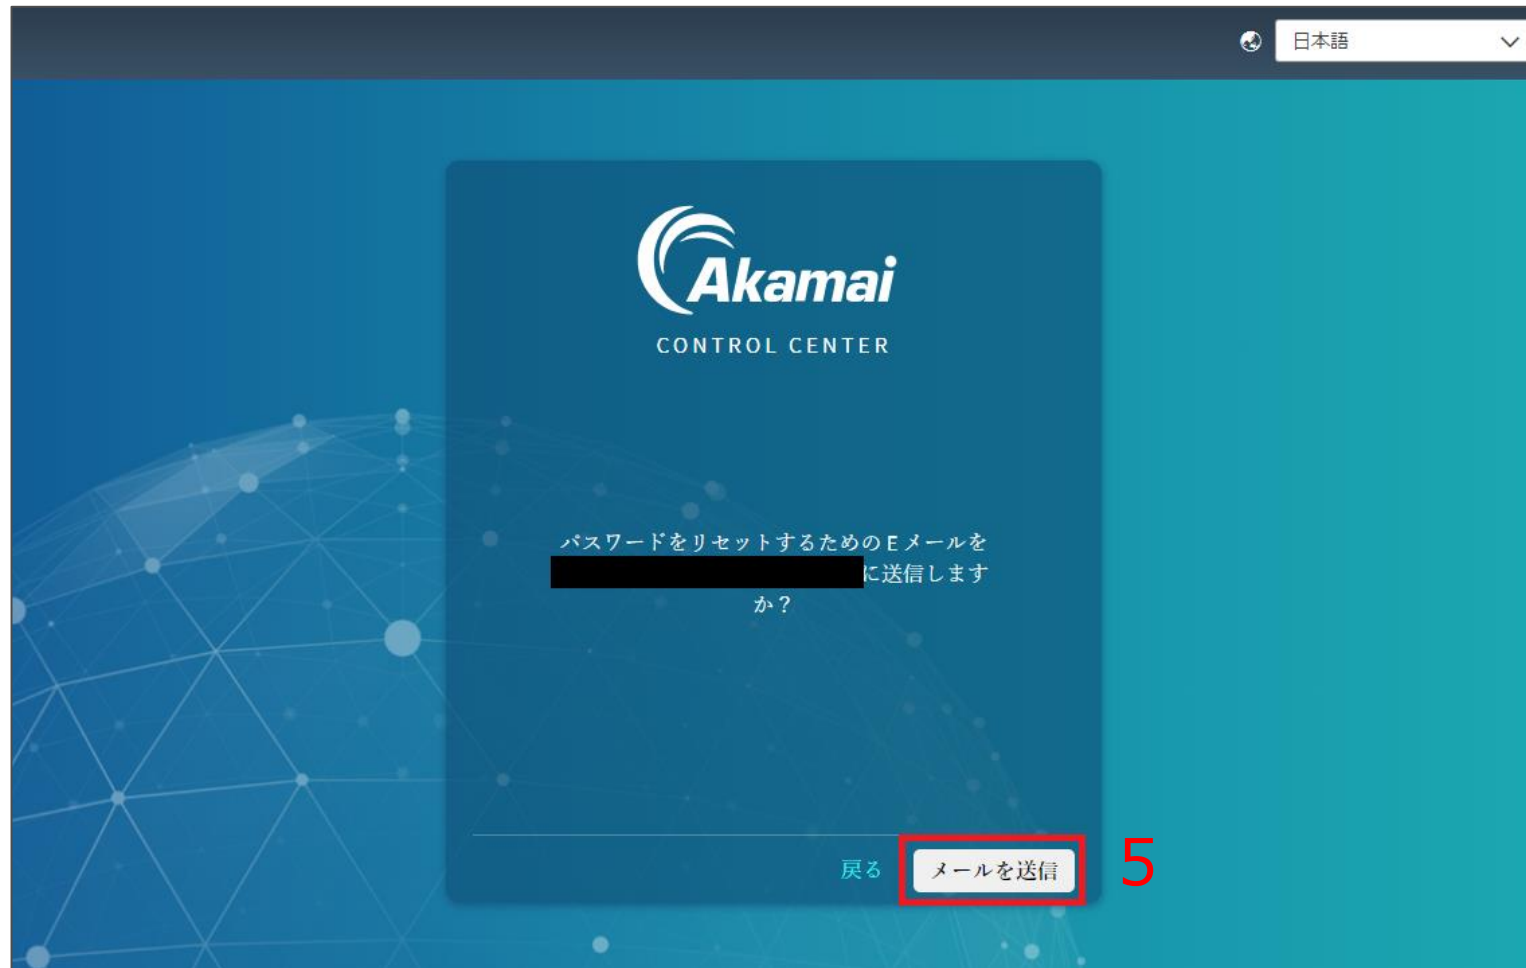 日本語
Akamai
CONTROL CENTER
パスワードをリセットするためのEメールを
に送信します
か？
戻る
メールを送信
5